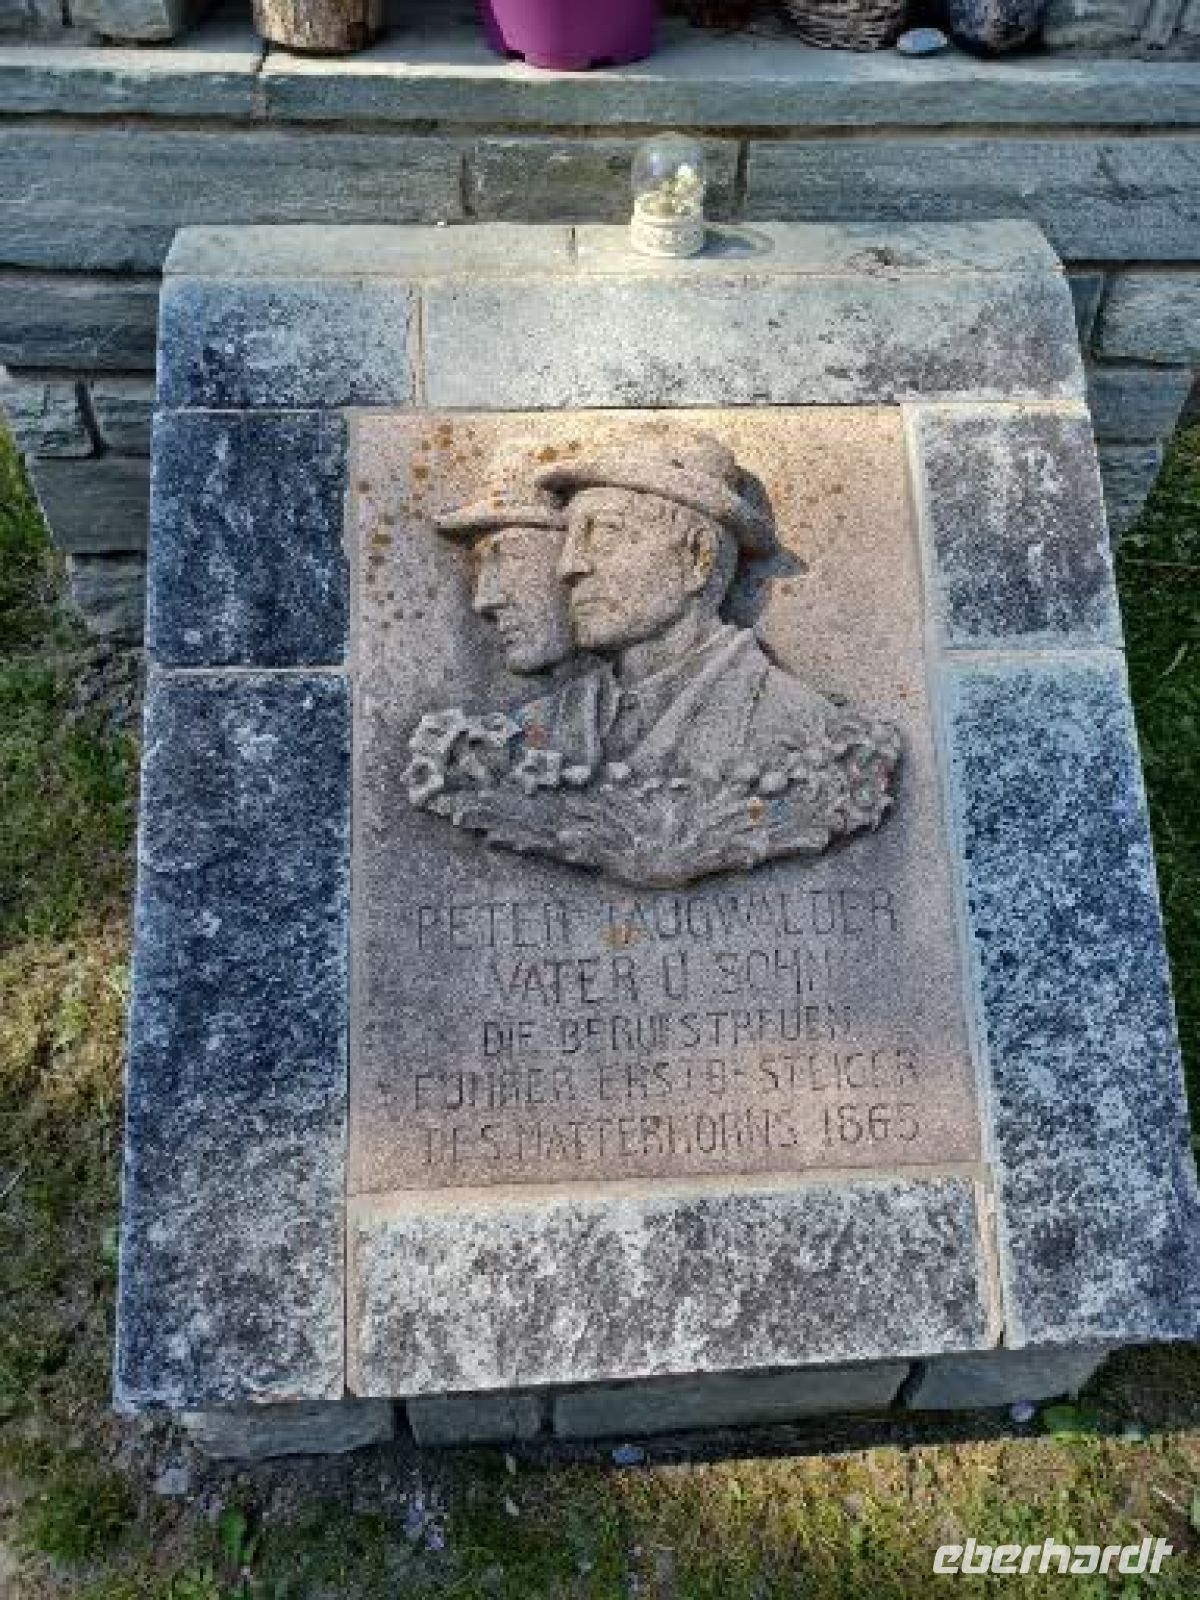 PETER TAUGWALDER
VATER U. SOHN
DIE BERUFSTREUEN
FÜHRER ERSTBESTEIGER
DES MATTERHORNS 1865
eberhardt